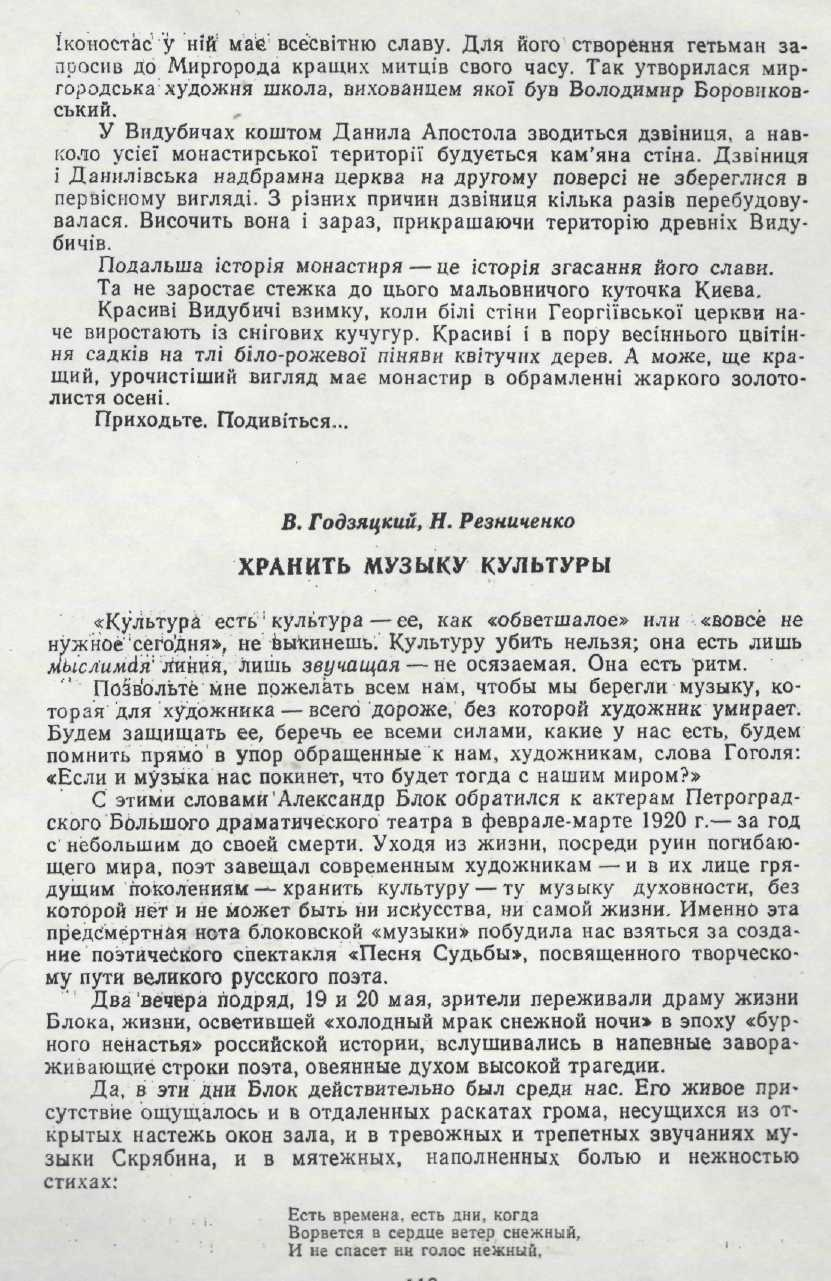 Іконостас у ній має всесвітню славу. Для його створення гетьман за-
просив до Миргорода кращих митців свого часу. Так утворилася мир-
городська художня школа, вихованцем якої був Володимир Боровиков-
ський.
У Видубичах коштом Данила Апостола зводиться дзвіниця, а нав-
коло усієї монастирської території будується кам'яна стіна. Дзвіниця
і Данилівська надбрамна церква на другому поверсі не збереглися в
первісному вигляді. З різних причин дзвіниця кілька разів перебудову-
валася. Височить вона і зараз, прикрашаючи територію древніх Виду-
бичів.
Подальша історія монастиря — це історія згасання його слави.
Та не заростає стежка до цього мальовничого куточка Києва.
Красиві Видубичі взимку, коли білі стіни Георгіївської церкви на-
че виростають із снігових кучугур. Красиві і в пору весіннього цвітін-
ня садків на тлі біло-рожевої піняви квітучих дерев. А може, ще кра-
щий, урочистіший вигляд має монастир в обрамленні жаркого золото-
листя осені.
Приходьте. Подивіться...
В. Годзяцкий, Н. Резниченко
ХРАНИТЬ МУЗЫКУ КУЛЬТУРЫ
«Культура есть культура — ее, как «обветшалое» или «вовсе не
нужное сегодня», не выкинешь. Культуру убить нельзя; она есть лишь
мыслимая линия, лишь звучащая — не осязаемая. Она есть ритм.
Позвольте мне пожелать всем нам, чтобы мы берегли музыку, ко-
торая для художника — всего дороже, без которой художник умирает.
Будем защищать ее, беречь ее всеми силами, какие у нас есть, будем
помнить прямо в упор обращенные к нам, художникам, слова Гоголя:
«Если и музыка нас покинет, что будет тогда с нашим миром?»
С этими словами Александр Блок обратился к актерам Петроград-
ского Большого драматического театра в феврале-марте 1920 г.— за год
с небольшим до своей смерти. Уходя из жизни, посреди руин погибаю-
щего мира, поэт завещал современным художникам — и в их лице гря-
дущим поколениям — хранить культуру — ту музыку духовности, без
которой нет и не может быть ни искусства, ни самой жизни. Именно эта
предсмертная нота блоковской «музыки» побудила нас взяться за созда-
ние поэтического спектакля «Песня Судьбы», посвященного творческо-
му пути великого русского поэта.
Два вечера подряд, 19 и 20 мая, зрители переживали драму жизни
Блока, жизни, осветившей «холодный мрак снежной ночи» в эпоху «бур-
ного ненастья» российской истории, вслушивались в напевные завора-
живающие строки поэта, овеянные духом высокой трагедии.
Да, в эти дни Блок действительно был среди нас. Его живое при-
сутствие ощущалось и в отдаленных раскатах грома, несущихся из от-
крытых настежь окон зала, и в тревожных и трепетных звучаниях му-
зыки Скрябина, и в мятежных, наполненных болью и нежностью
стихах:
Есть времена, есть дни, когда
Ворвется в сердце ветер снежный,
И не спасет ни голос нежный,